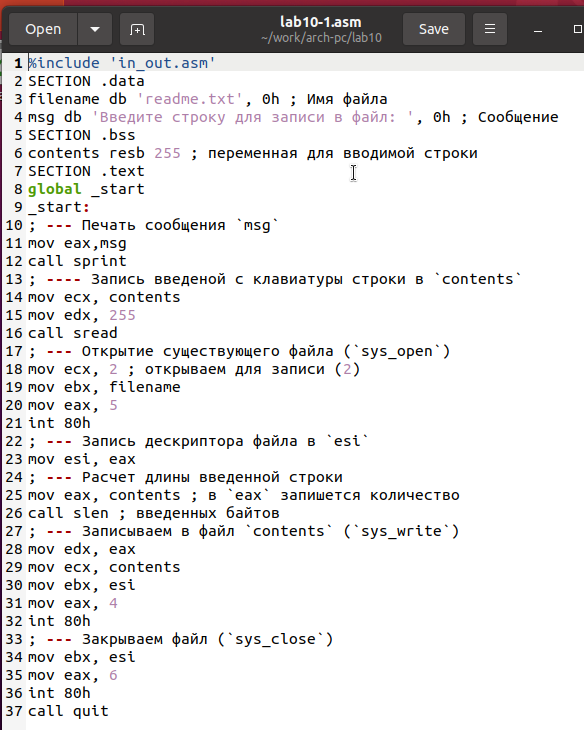 Open
lab10-1.asm
~/work/arch-pc/lab10
Save
1 %include 'in_out.asm'
2 SECTION .data
3 filename db 'readme.txt', 0h ; Имя файла
4 msg db 'Введите строку для записи в файл: ', 0h ; Сообщение
5 SECTION .bss
6 contents resb 255 ; переменная для вводимой строки
7 SECTION .text
8 global _start
9 _start:
10 ; --- Печать сообщения `msg`
11 mov eax,msg
12 call sprint
13 ; ---- Запись введеной с клавиатуры строки в `contents`
14 mov ecx, contents
15 mov edx, 255
16 call sread
17 ; --- Открытие существующего файла (`sys_open`)
18 mov ecx, 2 ; открываем для записи (2)
19 mov ebx, filename
20 mov eax, 5
21 int 80h
22 ; --- Запись дескриптора файла в `esi`
23 mov esi, eax
24 ; --- Расчет длины введенной строки
25 mov eax, contents ; в `eax` запишется количество
26 call slen ; введенных байтов
27 ; --- Записываем в файл `contents` (`sys_write`)
28 mov edx, eax
29 mov ecx, contents
30 mov ebx, esi
31 mov eax, 4
32 int 80h
33 ; --- Закрываем файл (`sys_close`)
34 mov ebx, esi
35 mov eax, 6
36 int 80h
37 call quit